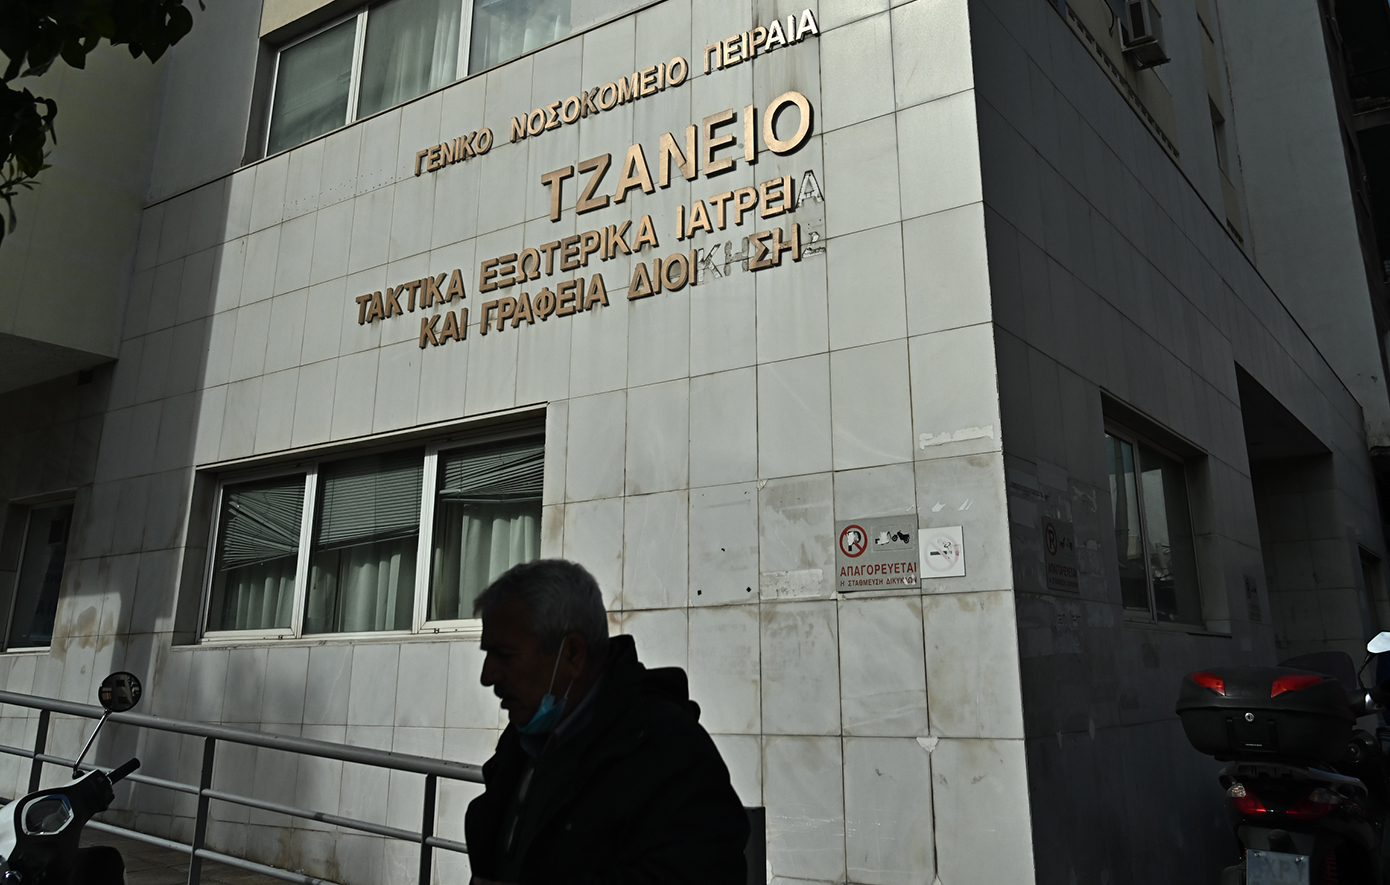 ΓΕΝΙΚΟ ΝΟΣΟΚΟΜΕΙΟ ΠΕΙΡΑΙΑ
ΤΖΑΝΕΙΟ
ΤΑΚΤΙΚΑ ΕΞΩΤΕΡΙΚΑ ΙΑΤΡΕΙΑ
ΚΑΙ ΓΡΑΦΕΙΑ ΔΙΟΙΚΗΣΗΣ
ΑΠΑΓΟΡΕΥΕΤΑΙ
Η ΣΤΑΘΜΕΥΣΗ ΔΙΚΥΚΛΩΝ